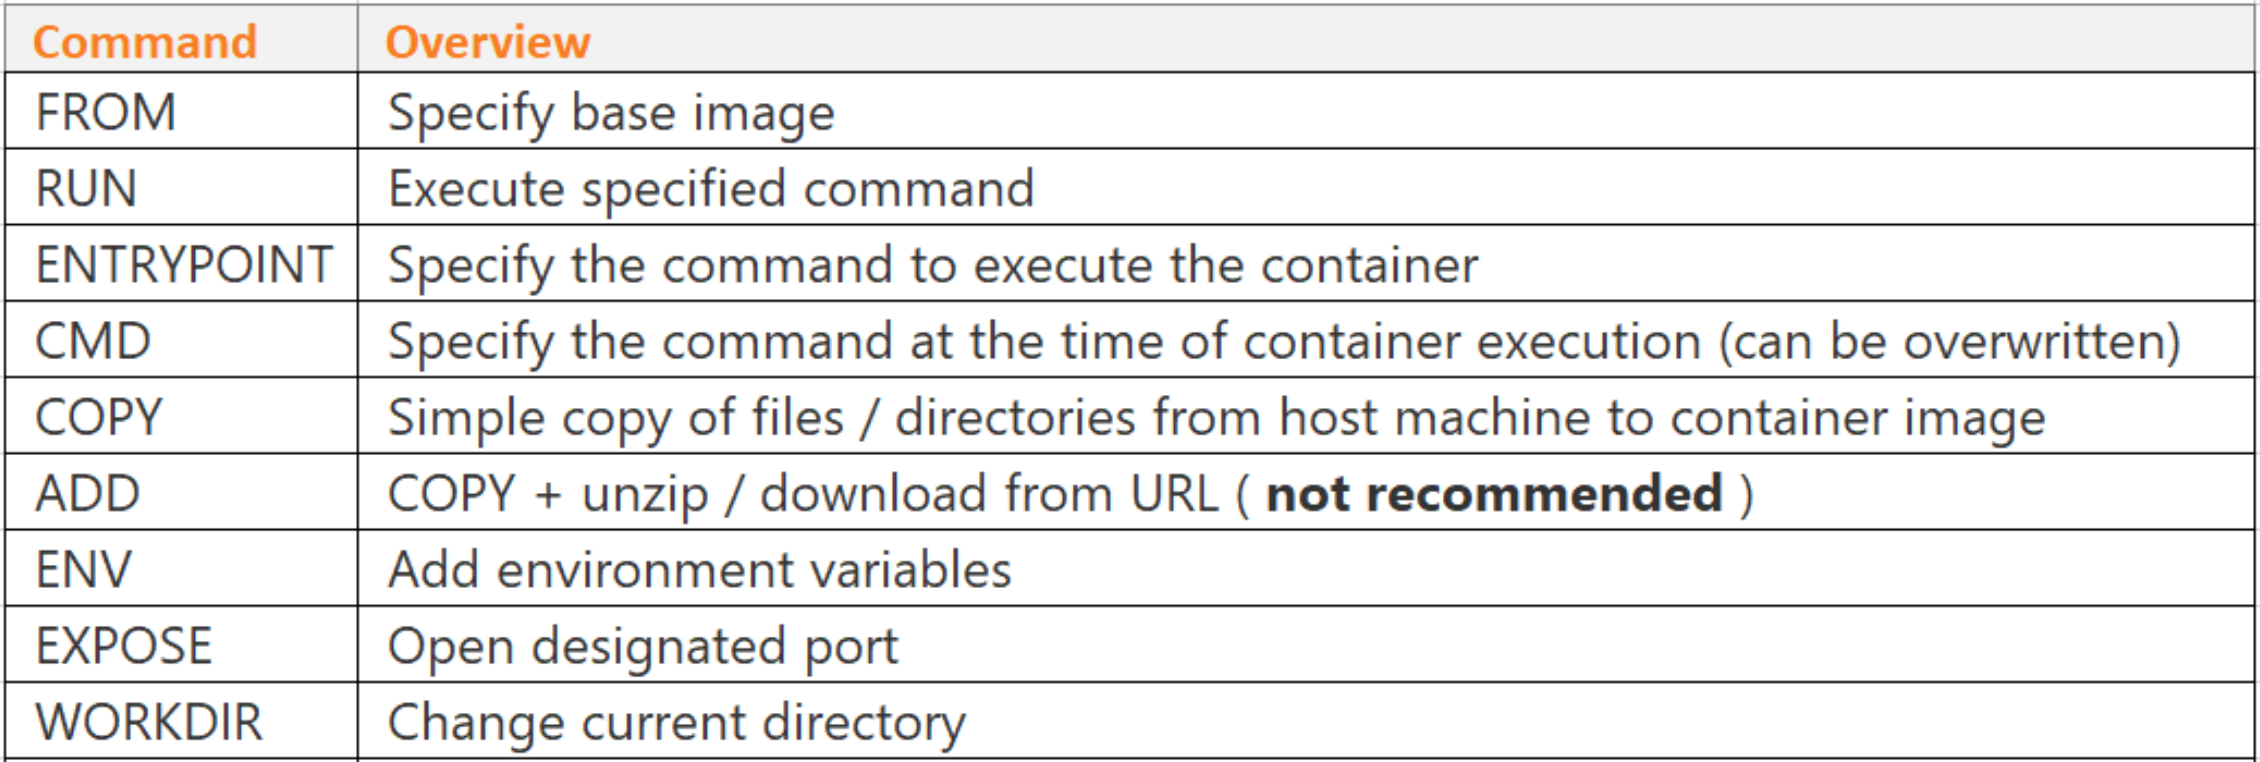 Command Overview
FROM Specify base image
RUN Execute specified command
ENTRYPOINT Specify the command to execute the container
CMD Specify the command at the time of container execution (can be overwritten)
COPY Simple copy of files / directories from host machine to container image
ADD COPY + unzip / download from URL ( not recommended )
ENV Add environment variables
EXPOSE Open designated port
WORKDIR Change current directory